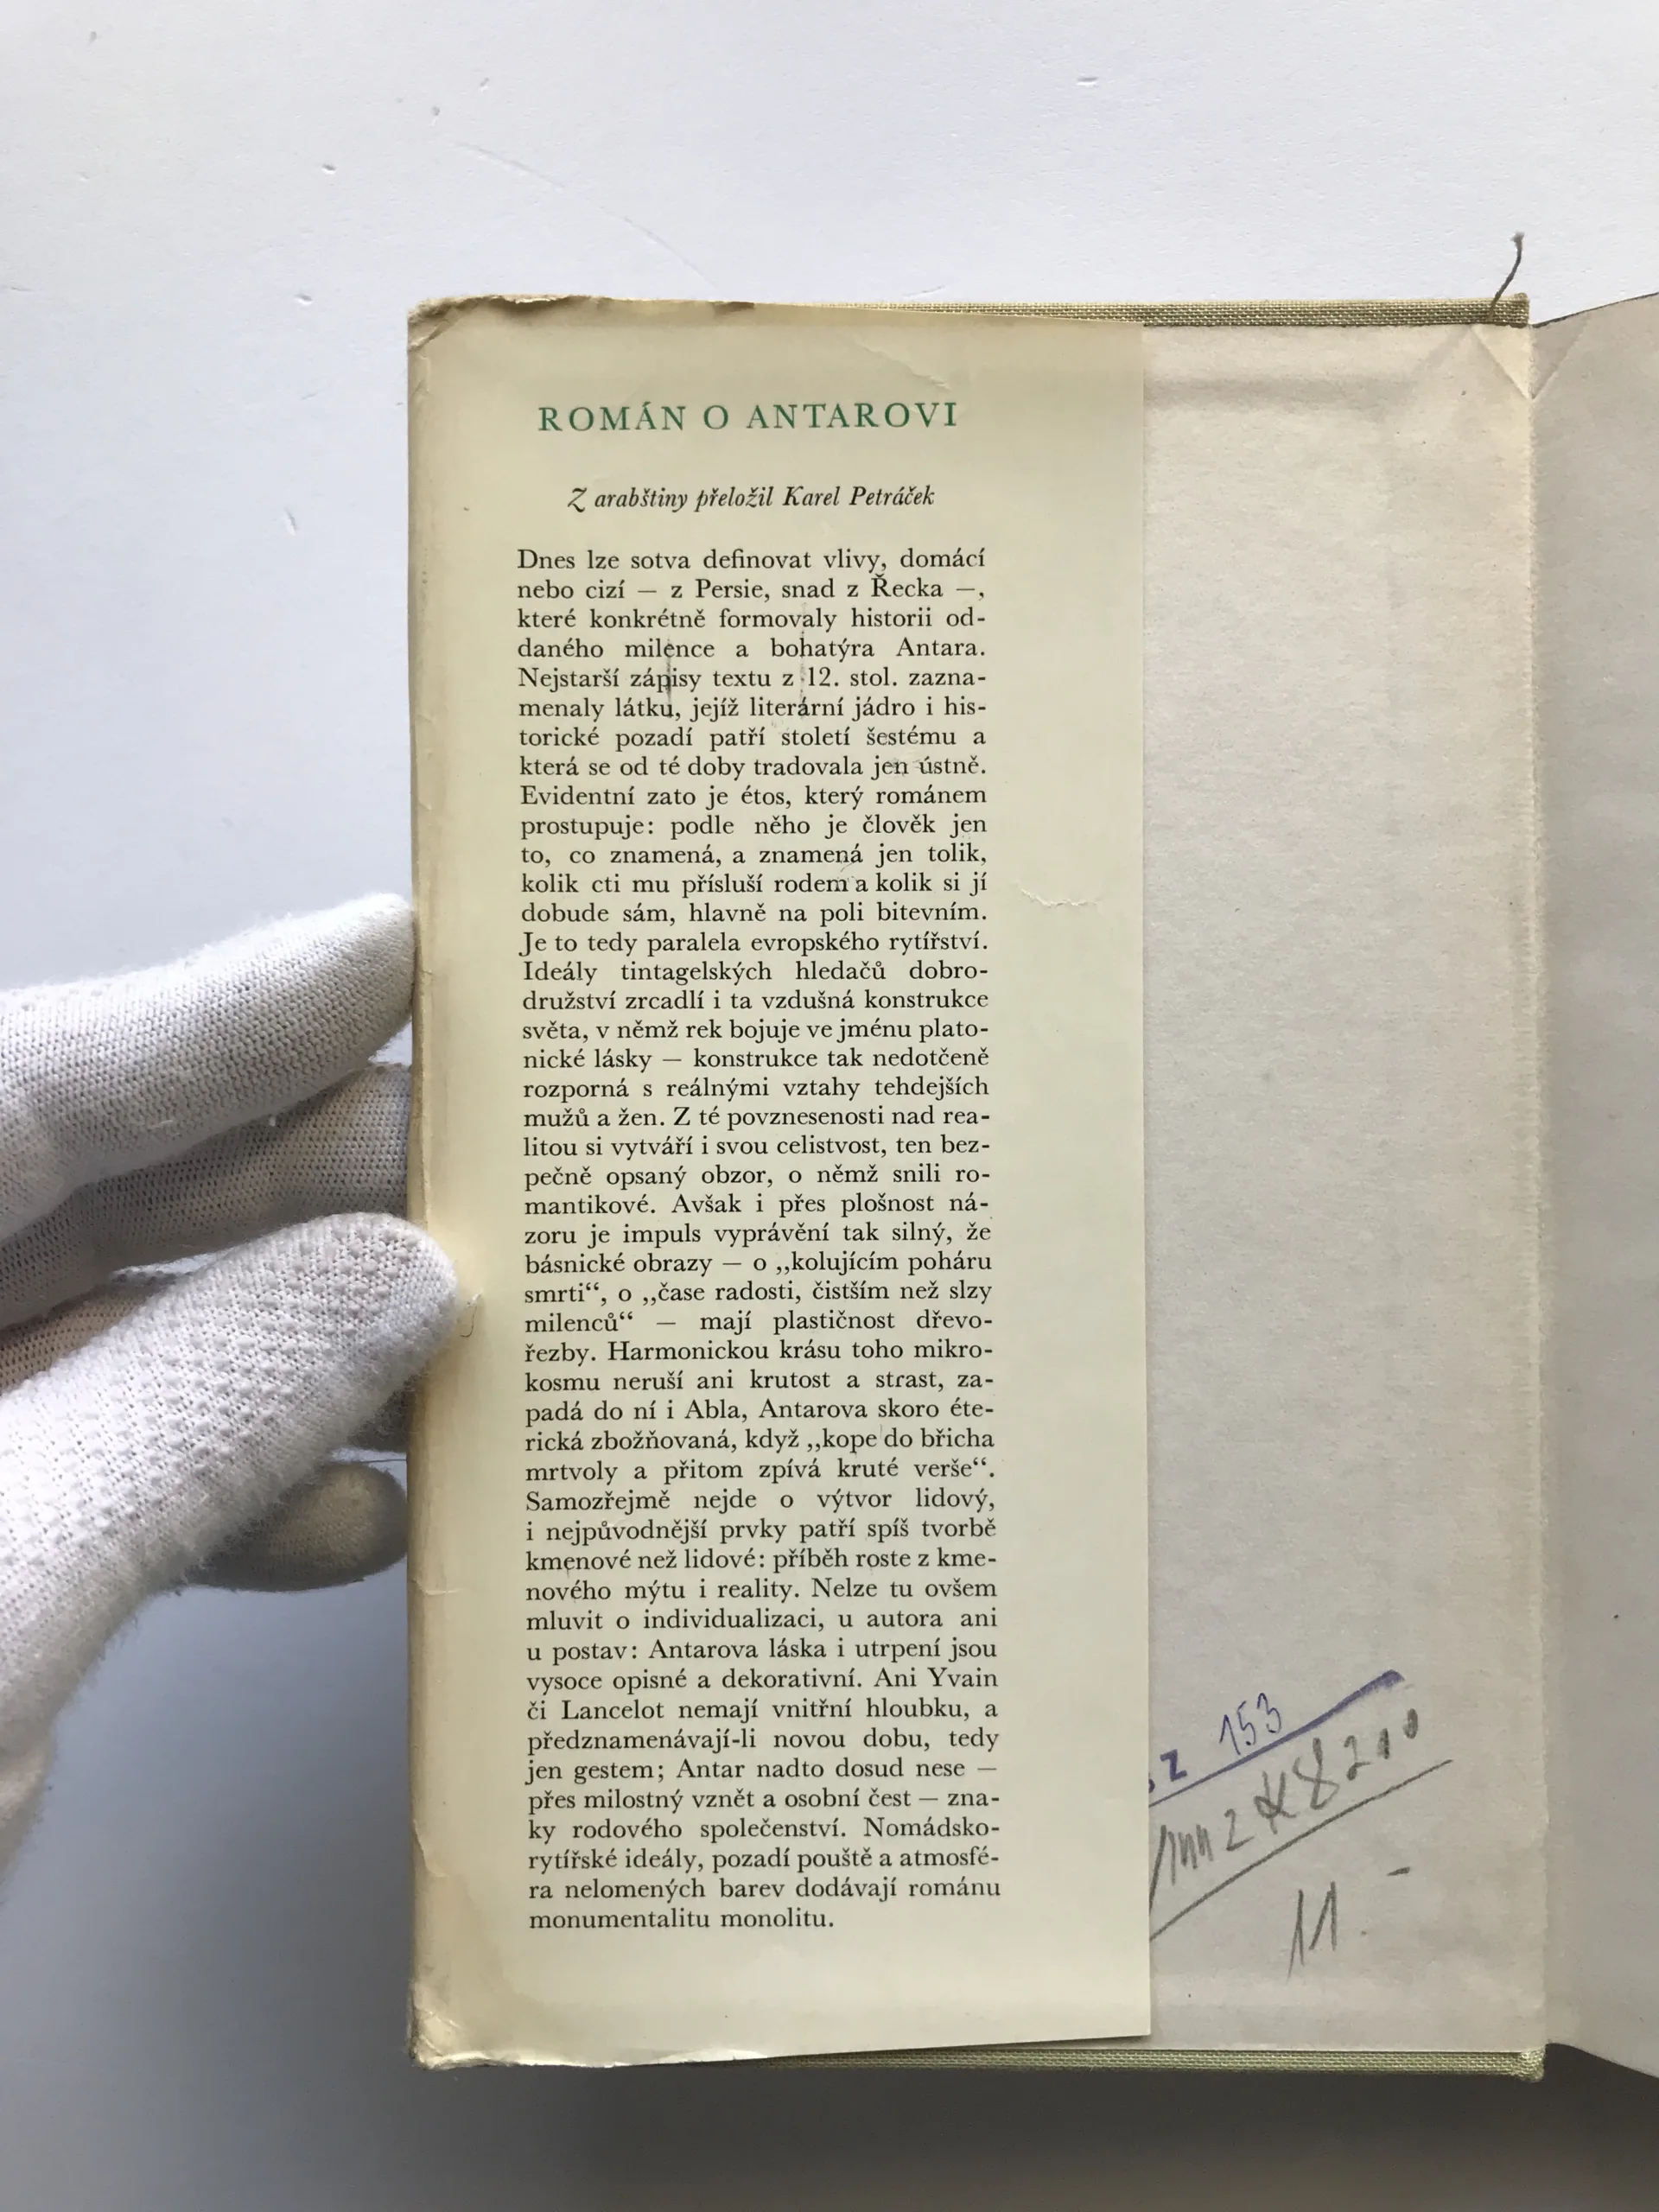 ROMÁN O ANTAROVI
Z arabštiny přeložil Karel Petráček
Dnes lze sotva definovat vlivy, domácí
nebo cizí — z Persie, snad z Řecka —,
které konkrétně formovaly historii od-
daného milence a bohatýra Antara.
Nejstarší zápisy textu z 12. stol. zazna-
menaly látku, jejíž literární jádro i his-
torické pozadí patří století šestému a
která se od té doby tradovala jen ústně.
Evidentní zato je étos, který románem
prostupuje: podle něho je člověk jen
to, co znamená, a znamená jen tolik,
kolik cti mu přísluší rodem a kolik si jí
dobude sám, hlavně na poli bitevním.
Je to tedy paralela evropského rytířství.
Ideály tintagelských hledačů dobro-
družství zrcadlí i ta vzdušná konstrukce
světa, v němž rek bojuje ve jménu plato-
nické lásky — konstrukce tak nedotčeně
rozporná s reálnými vztahy tehdejších
mužů a žen. Z té povznesenosti nad rea-
litou si vytváří i svou celistvost, ten bez-
pečně opsaný obzor, o němž snili ro-
mantikové. Avšak i přes plošnost ná-
zoru je impuls vyprávění tak silný, že
básnické obrazy — o „kolujícím poháru
smrti“, o „čase radosti, čistším než slzy
milenců“ — mají plastičnost dřevo-
řezby. Harmonickou krásu toho mikro-
kosmu neruší ani krutost a strast, za-
padá do ní i Abla, Antarova skoro éte-
rická zbožňovaná, když „kope do břicha
mrtvoly a přitom zpívá kruté verše“.
Samozřejmě nejde o výtvor lidový,
i nejpůvodnější prvky patří spíš tvorbě
kmenové než lidové: příběh roste z kme-
nového mýtu i reality. Nelze tu ovšem
mluvit o individualizaci, u autora ani
u postav: Antarova láska i utrpení jsou
vysoce opisné a dekorativní. Ani Yvain
či Lancelot nemají vnitřní hloubku, a
předznamenávají-li novou dobu, tedy
jen gestem; Antar nadto dosud nese —
přes milostný vznět a osobní čest — zna-
ky rodového společenství. Nomádsko-
rytířské ideály, pozadí pouště a atmosfé-
ra nelomených barev dodávají románu
monumentalitu monolitu.
z 153
11.-